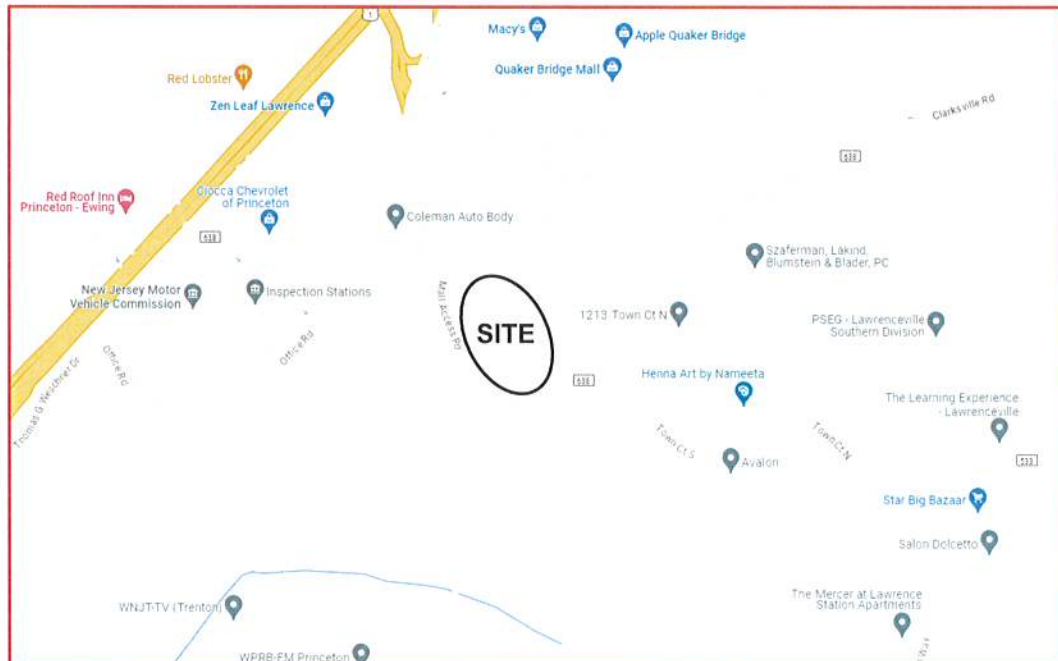 1
Macy's
Apple Quaker Bridge
Quaker Bridge Mall
Red Lobster
Zen Leaf Lawrence
Clarksville Rd
533
Red Roof Inn
Princeton - Ewing
Ciocca Chevrolet
of Princeton
Coleman Auto Body
Szaferman, Lakind,
Blumstein & Blader, PC
New Jersey Motor
Vehicle Commission
Inspection Stations
Mall Access Rd
SITE
1213 Town Ct N
PSEG - Lawrenceville
Southern Division
Office Rd
Office Rd
Thomas G Weschner Dr
Henna Art by Nameeta
The Learning Experience
- Lawrenceville
Town Ct S
Town Ct N
Avalon
533
Star Big Bazaar
Salon Dolcetto
The Mercer at Lawrence
Station Apartments
WNJT-TV (Trenton)
WPRB-FM Princeton
Way